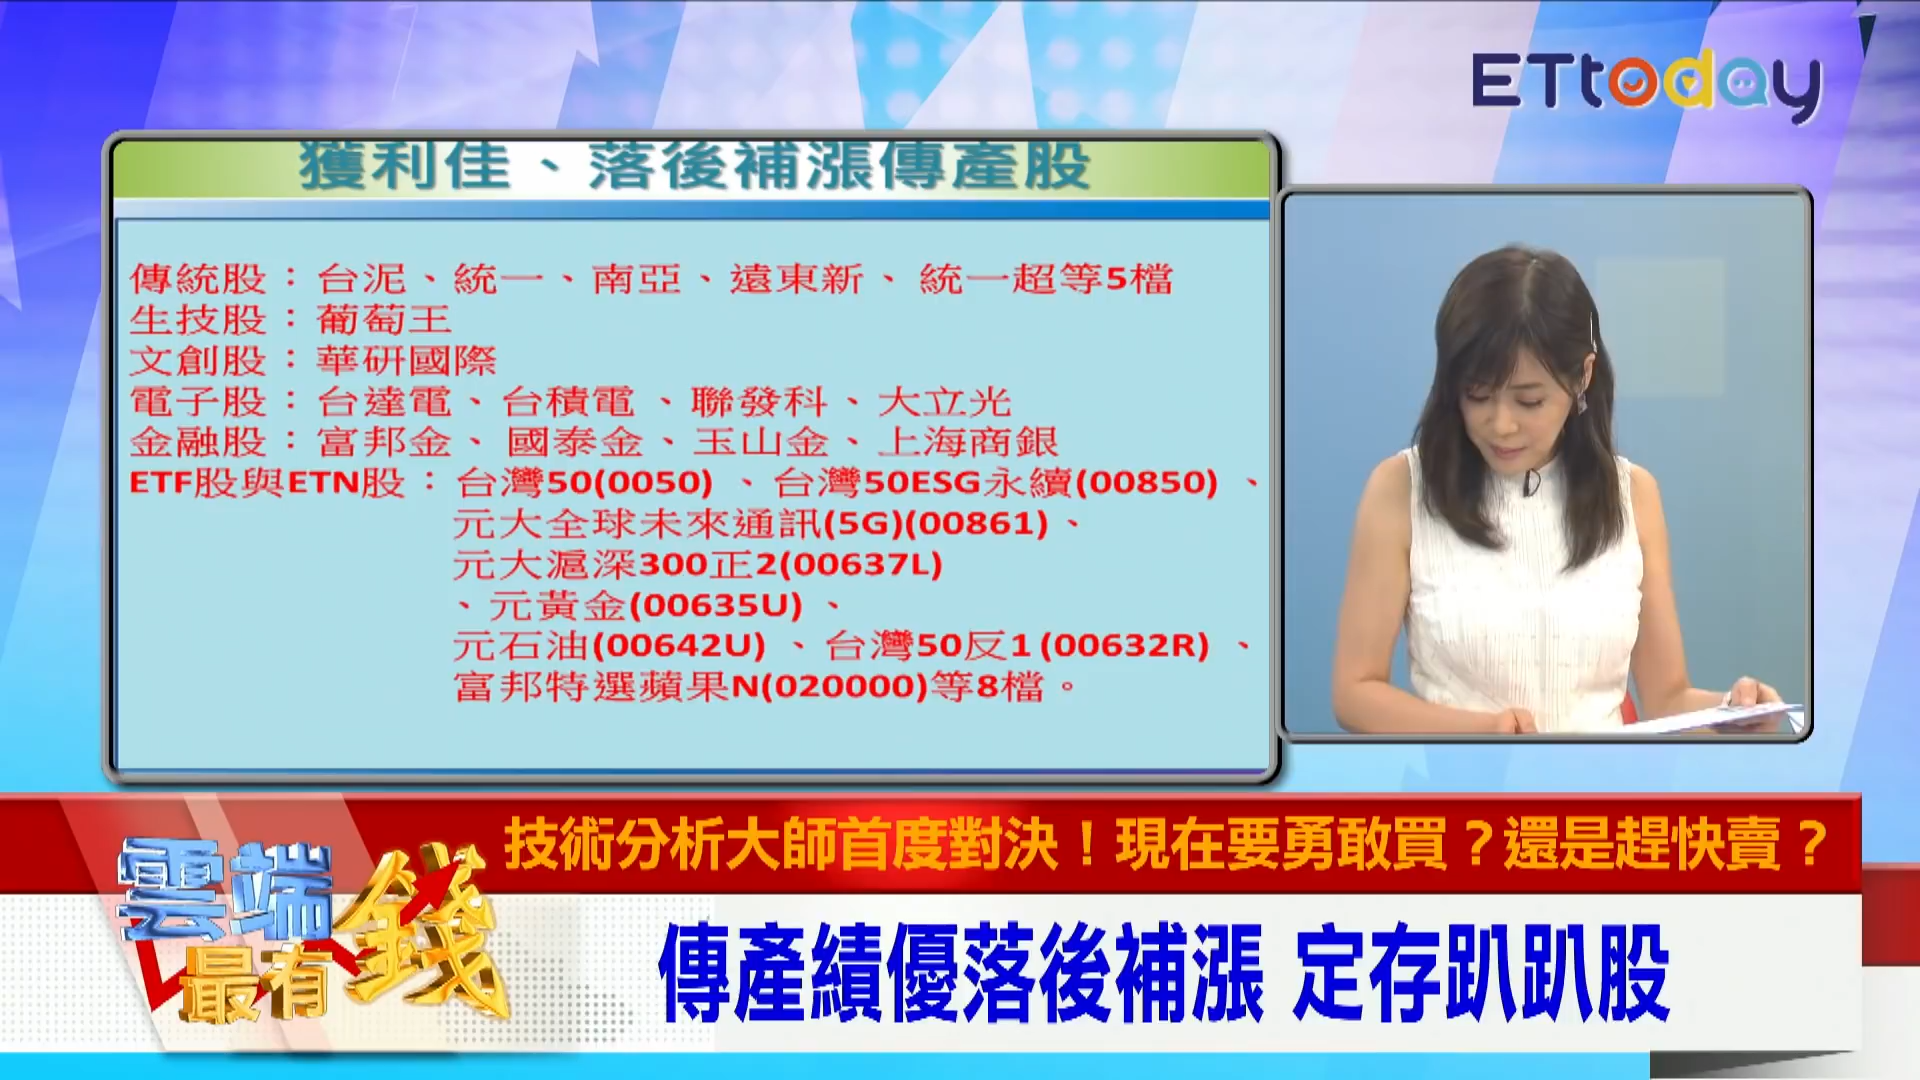 ETtoday
獲利佳、落後補漲傳產股
傳統股：台泥、統一、南亞、遠東新、統一超等5檔
生技股：葡萄王
文創股：華研國際
電子股：台達電、台積電、聯發科、大立光
金融股：富邦金、國泰金、玉山金、上海商銀
ETF股與ETN股：台灣50(0050)、台灣50ESG永續(00850)、
元大全球未來通訊(5G)(00861)、
元大滬深300正2(00637L)
、元黃金(00635U)、
元石油(00642U)、台灣50反1(00632R)、
富邦特選蘋果N(020000)等8檔。
技術分析大師首度對決！現在要勇敢買？還是趕快賣？
雲端最有錢
傳產績優落後補漲 定存趴趴股